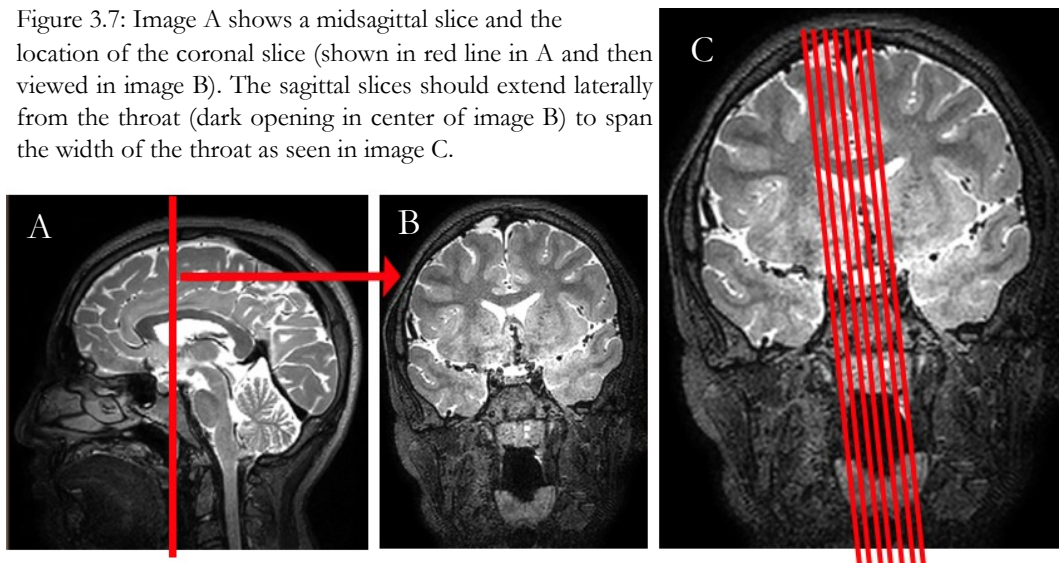 Figure 3.7: Image A shows a midsagittal slice and the
location of the coronal slice (shown in red line in A and then
viewed in image B). The sagittal slices should extend laterally
from the throat (dark opening in center of image B) to span
the width of the throat as seen in image C.
A
B
C